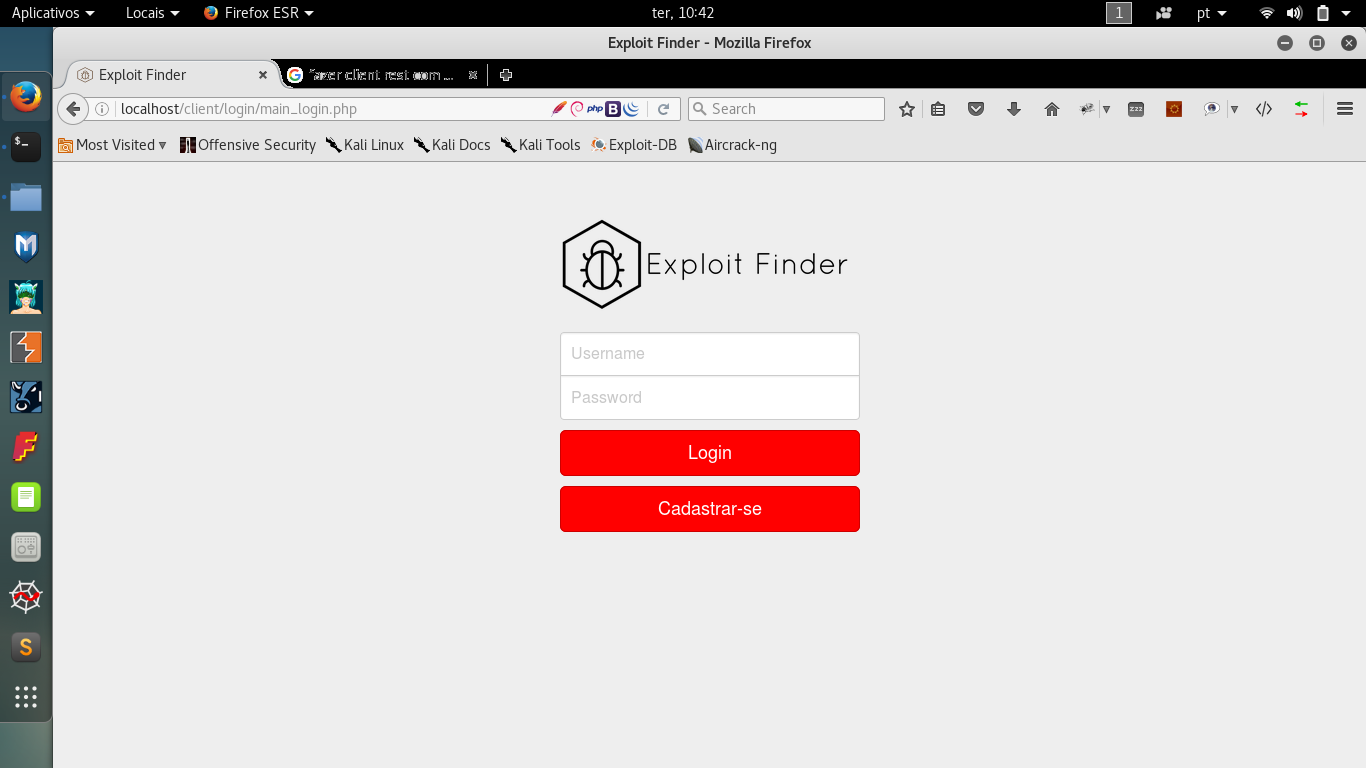 Aplicativos Locais Firefox ESR ter, 10:42 1 pt
Exploit Finder - Mozilla Firefox
Exploit Finder client rest com ...
localhost/client/login/main_login.php php B Search
Most Visited Offensive Security Kali Linux Kali Docs Kali Tools Exploit-DB Aircrack-ng
Exploit Finder
Username
Password
Login
Cadastrar-se